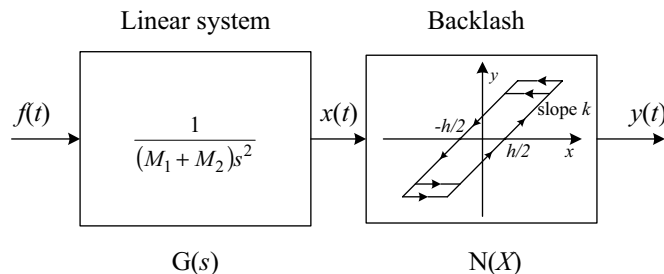 Linear system
Backlash
f(t)
1
(M₁ + M₂)s²
x(t)
y
-h/2
h/2
x
slope k
y(t)
G(s)
N(X)